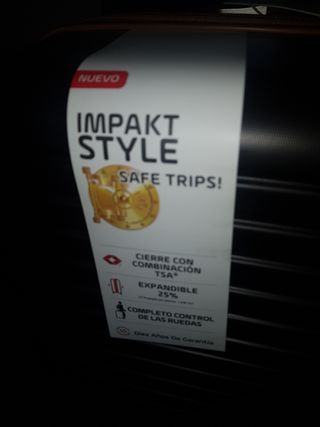 NUEVO
IMPAKT
STYLE
SAFE TRIPS!
CIERRE CON
COMBINACIÓN
TSA®
EXPANDIBLE
25%
COMPLETO CONTROL
DE LAS RUEDAS
Diez Años De Garantía